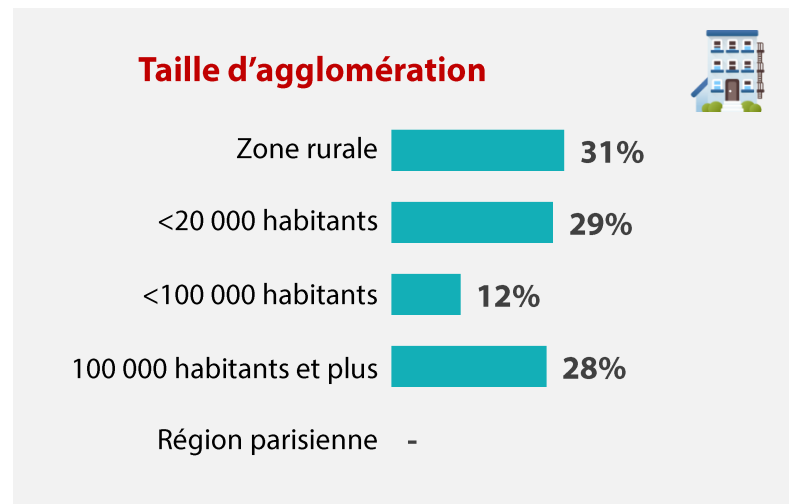 Taille d’agglomération
Zone rurale 31%
<20 000 habitants 29%
<100 000 habitants 12%
100 000 habitants et plus 28%
Région parisienne -